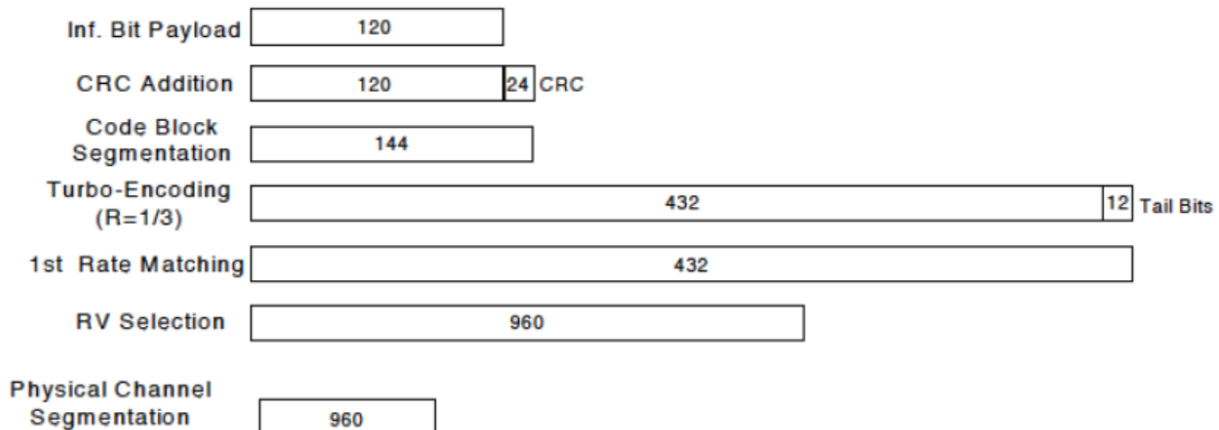 Inf. Bit Payload 120
CRC Addition 120 24 CRC
Code Block
Segmentation 144
Turbo-Encoding
(R=1/3) 432 12 Tail Bits
1st Rate Matching 432
RV Selection 960
Physical Channel
Segmentation 960